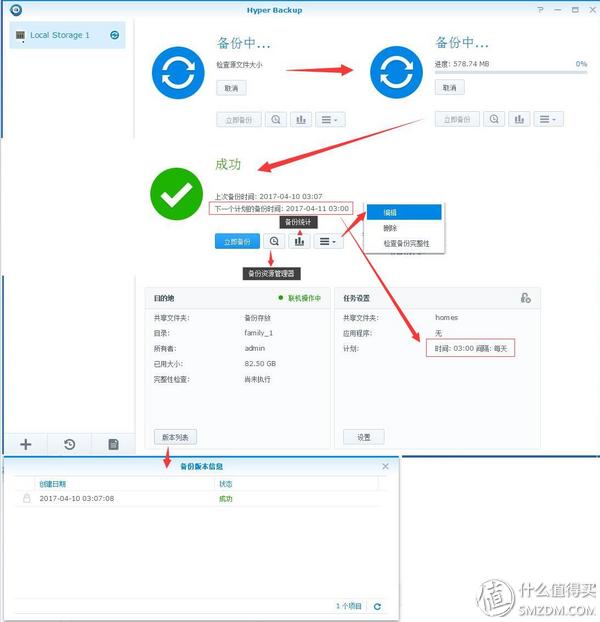 Hyper Backup
Local Storage 1
备份中...
检查源文件大小
取消
立即备份
备份中...
进度: 578.74 MB
0%
取消
立即备份
成功
上次备份时间: 2017-04-10 03:07
下一个计划的备份时间: 2017-04-11 03:00
备份统计
立即备份
备份资源管理器
编辑
删除
检查备份完整性
目的地
联机操作中
共享文件夹: 备份存放
目录: family_1
所有者: admin
已用大小: 82.50 GB
完整性检查: 尚未执行
版本列表
任务设置
共享文件夹: homes
应用程序: 无
计划: 时间: 03:00 间隔: 每天
设置
备份版本信息
创建日期 状态
2017-04-10 03:07:08 成功
1 个项目
值 什么值得买
SMZDM.COM